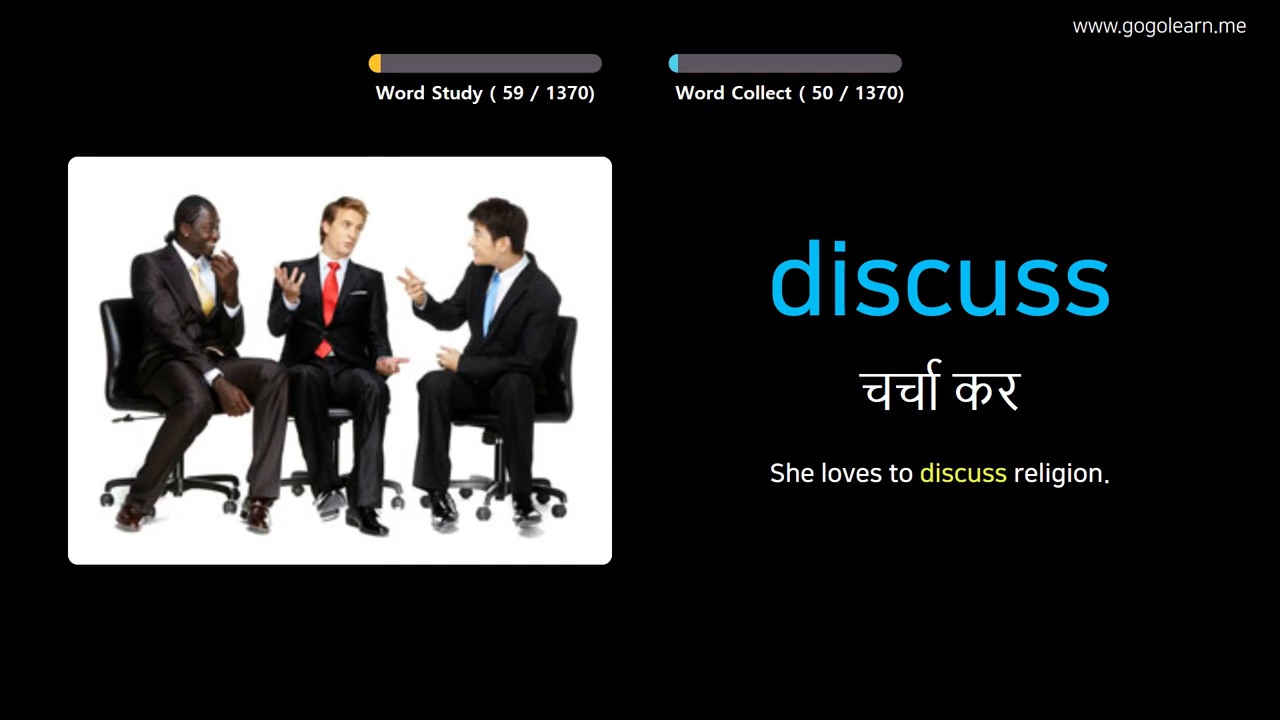 www.gogolearn.me
Word Study ( 59 / 1370)
Word Collect ( 50 / 1370)
discuss
चर्चा कर
She loves to discuss religion.